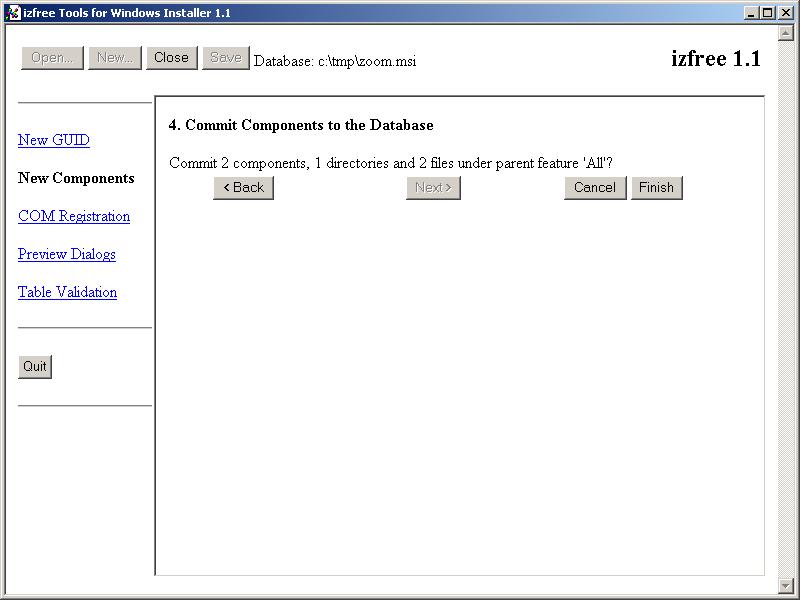 izfree Tools for Windows Installer 1.1
Open... New... Close Save Database: c:\tmp\zoom.msi izfree 1.1
New GUID
New Components
COM Registration
Preview Dialogs
Table Validation
Quit
4. Commit Components to the Database
Commit 2 components, 1 directories and 2 files under parent feature 'All'?
< Back Next > Cancel Finish